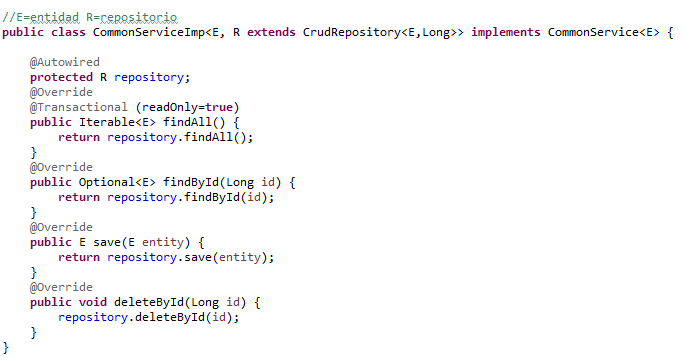 //E=entidad R=repositorio
public class CommonServiceImp<E, R extends CrudRepository<E,Long>> implements CommonService<E> {

    @Autowired
    protected R repository;
    @Override
    @Transactional (readOnly=true)
    public Iterable<E> findAll() {
        return repository.findAll();
    }
    @Override
    public Optional<E> findById(Long id) {
        return repository.findById(id);
    }
    @Override
    public E save(E entity) {
        return repository.save(entity);
    }
    @Override
    public void deleteById(Long id) {
        repository.deleteById(id);
    }
}